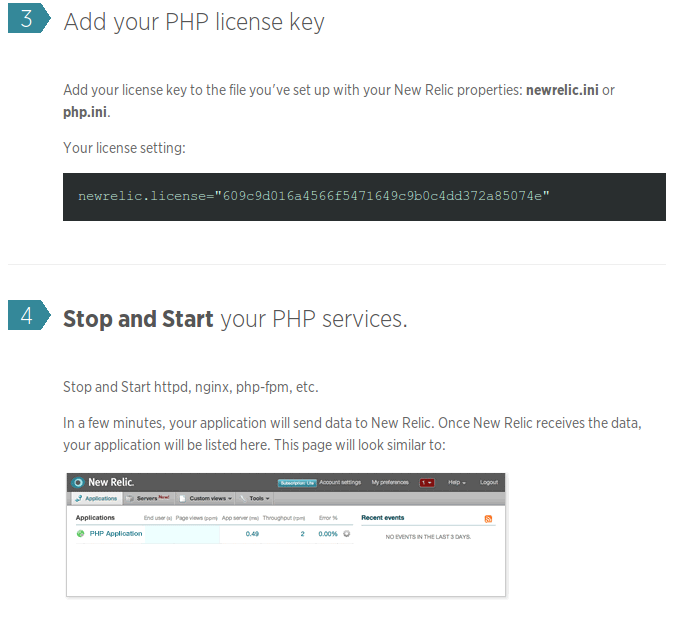 3
Add your PHP license key
Add your license key to the file you've set up with your New Relic properties: newrelic.ini or
php.ini.
Your license setting:
newrelic.license="609c9d016a4566f5471649c9b0c4dd372a85074e"
4
Stop and Start your PHP services.
Stop and Start httpd, nginx, php-fpm, etc.
In a few minutes, your application will send data to New Relic. Once New Relic receives the data,
your application will be listed here. This page will look similar to:
New Relic. Subscription: Lite Account settings My preferences 1 Help Logout
Applications Servers New! Custom views Tools
Applications End user (s) Page views (ppm) App server (ms) Throughput (rpm) Error % Recent events
PHP Application 0.49 2 0.00% NO EVENTS IN THE LAST 3 DAYS.